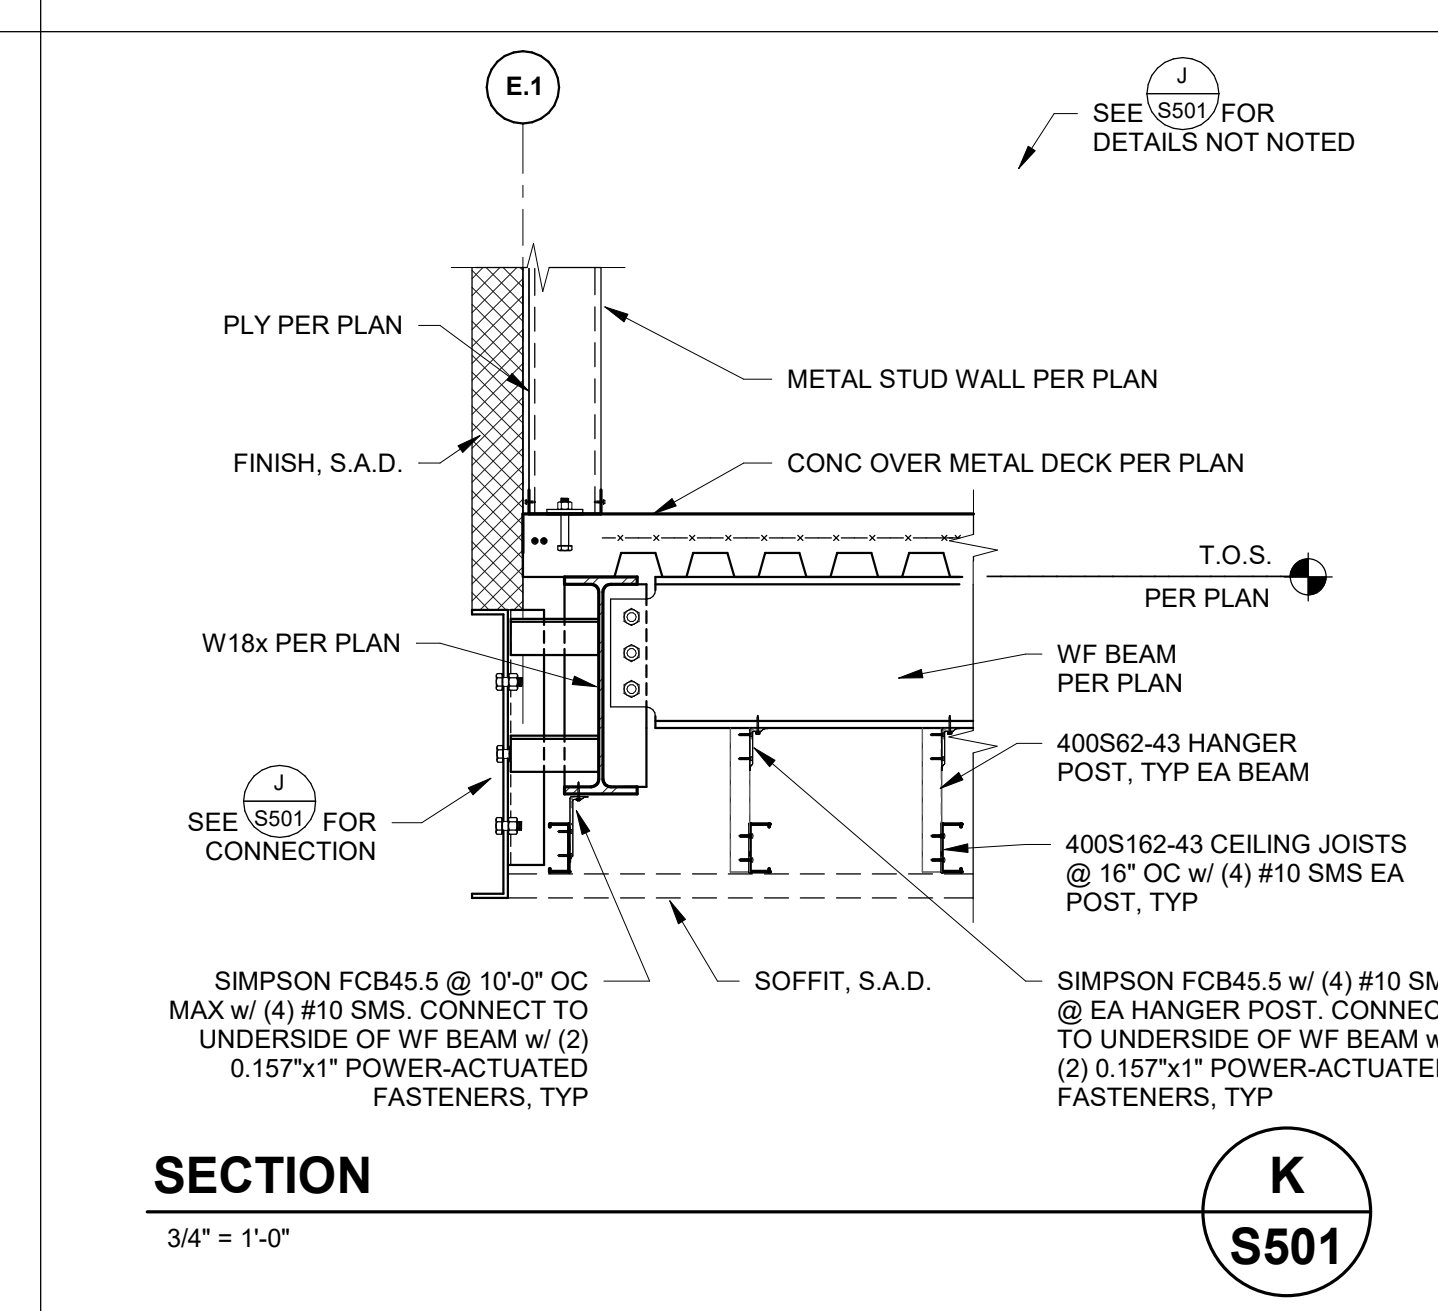 E.1
J
SEE S501 FOR
DETAILS NOT NOTED
PLY PER PLAN
METAL STUD WALL PER PLAN
FINISH, S.A.D.
CONC OVER METAL DECK PER PLAN
T.O.S.
PER PLAN
W18x PER PLAN
WF BEAM
PER PLAN
400S62-43 HANGER
POST, TYP EA BEAM
J
SEE S501 FOR
CONNECTION
400S162-43 CEILING JOISTS
@ 16" OC w/ (4) #10 SMS EA
POST, TYP
SIMPSON FCB45.5 @ 10'-0" OC
MAX w/ (4) #10 SMS. CONNECT TO
UNDERSIDE OF WF BEAM w/ (2)
0.157"x1" POWER-ACTUATED
FASTENERS, TYP
SOFFIT, S.A.D.
SIMPSON FCB45.5 w/ (4) #10
@ EA HANGER POST.
TO UNDERSIDE OF WF BEAM
(2) 0.157"x1"
FASTENERS, TYP
SECTION
3/4" = 1'-0"
K
S501